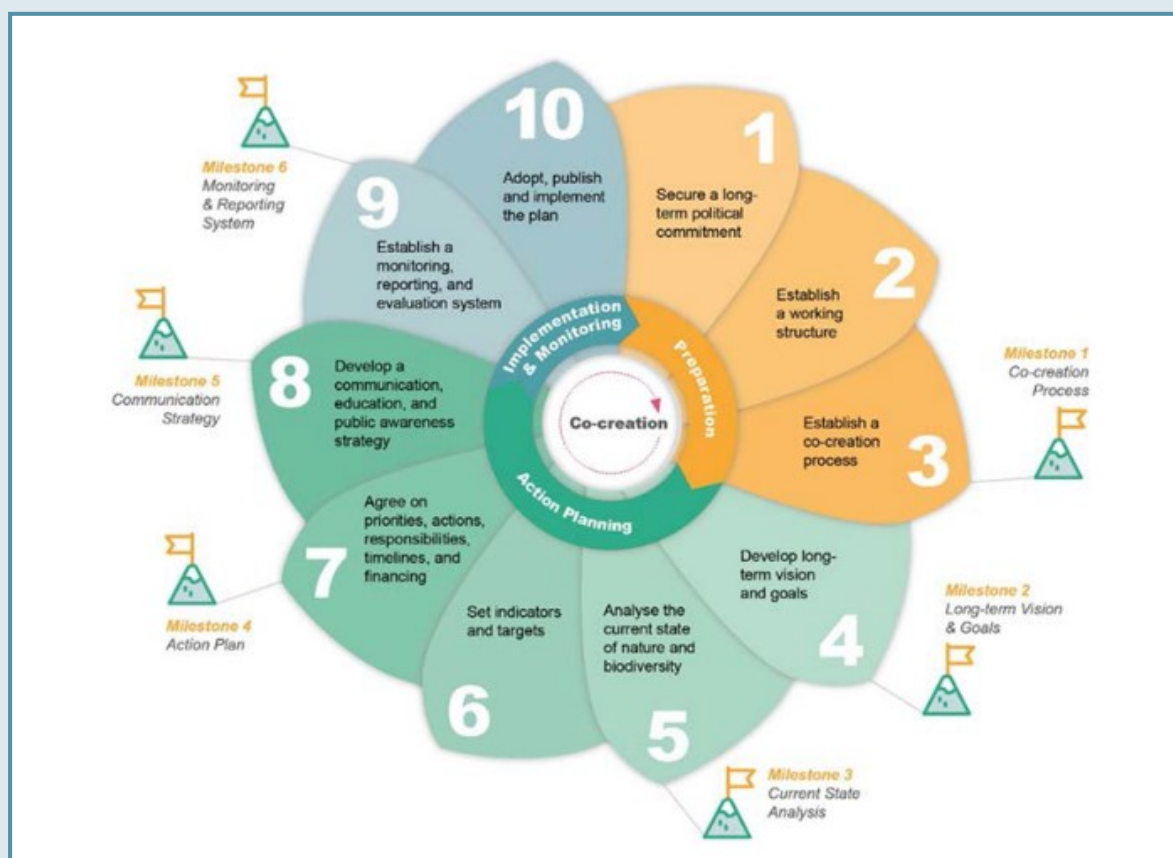 10
Adopt, publish
and implement
the plan
1
Secure a long-
term political
commitment
2
Establish
a working
structure
3
Establish a
co-creation
process
Milestone 1
Co-creation
Process
4
Develop long-
term vision
and goals
Milestone 2
Long-term Vision
& Goals
5
Analyse the
current state
of nature and
biodiversity
Milestone 3
Current State
Analysis
6
Set indicators
and targets
7
Agree on
priorities, actions,
responsibilities,
timelines, and
financing
Milestone 4
Action Plan
8
Develop a
communication,
education, and
public awareness
strategy
Milestone 5
Communication
Strategy
9
Establish a
monitoring,
reporting, and
evaluation system
Milestone 6
Monitoring
& Reporting
System
Implementation
& Monitoring
Preparation
Action Planning
Co-creation